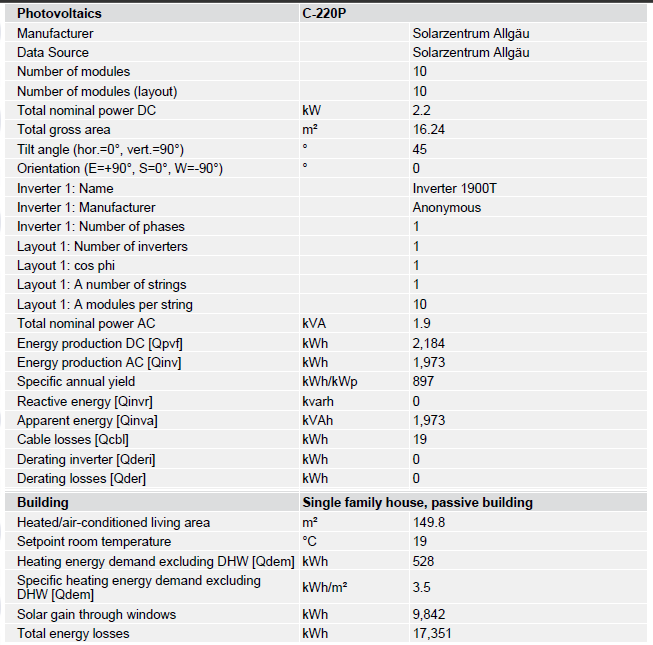 Photovoltaics C-220P
Manufacturer Solarzentrum Allgäu
Data Source Solarzentrum Allgäu
Number of modules 10
Number of modules (layout) 10
Total nominal power DC kW 2.2
Total gross area m² 16.24
Tilt angle (hor.=0°, vert.=90°) ° 45
Orientation (E=+90°, S=0°, W=-90°) ° 0
Inverter 1: Name Inverter 1900T
Inverter 1: Manufacturer Anonymous
Inverter 1: Number of phases 1
Layout 1: Number of inverters 1
Layout 1: cos phi 1
Layout 1: A number of strings 1
Layout 1: A modules per string 10
Total nominal power AC kVA 1.9
Energy production DC [Qpvf] kWh 2,184
Energy production AC [Qinv] kWh 1,973
Specific annual yield kWh/kWp 897
Reactive energy [Qinvr] kvarh 0
Apparent energy [Qinva] kVAh 1,973
Cable losses [Qcbl] kWh 19
Derating inverter [Qderi] kWh 0
Derating losses [Qder] kWh 0
Building Single family house, passive building
Heated/air-conditioned living area m² 149.8
Setpoint room temperature °C 19
Heating energy demand excluding DHW [Qdem] kWh 528
Specific heating energy demand excluding
DHW [Qdem] kWh/m² 3.5
Solar gain through windows kWh 9,842
Total energy losses kWh 17,351